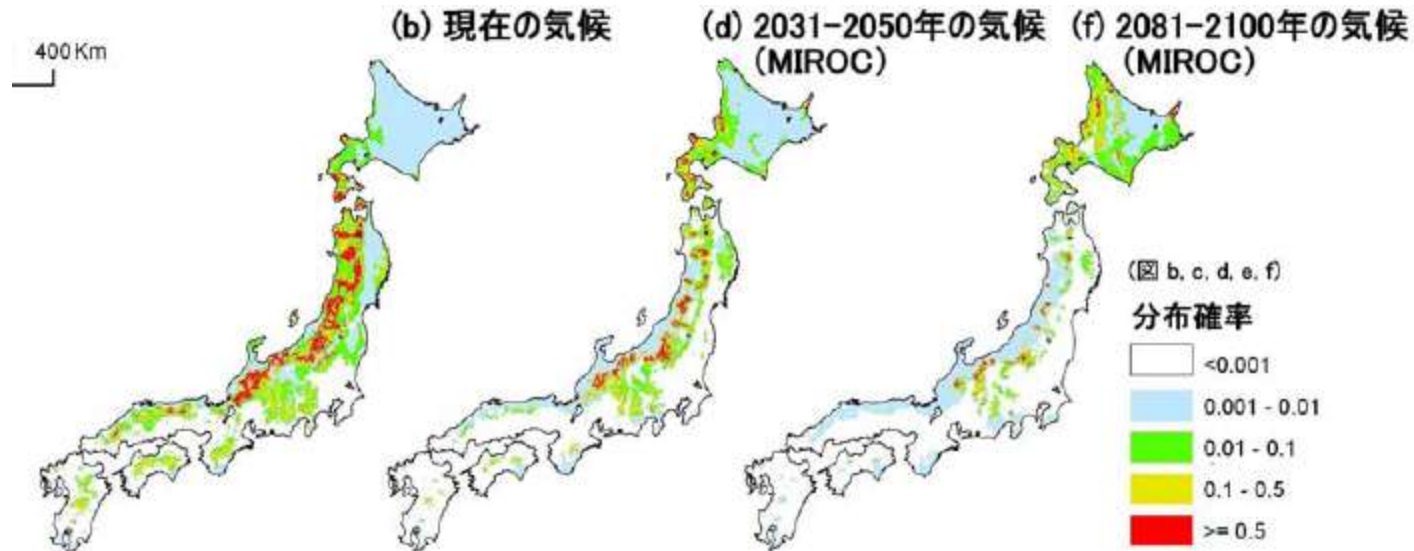 (b) 現在の気候
(d) 2031-2050年の気候
(MIROC)
(f) 2081-2100年の気候
(MIROC)
400 Km
(図 b, c, d, e, f)
分布確率
<0.001
0.001 - 0.01
0.01 - 0.1
0.1 - 0.5
>= 0.5